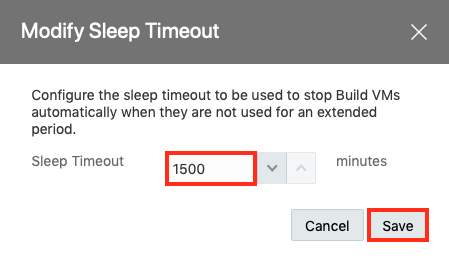 Modify Sleep Timeout
Configure the sleep timeout to be used to stop Build VMs
automatically when they are not used for an extended
period.
Sleep Timeout 1500 minutes
Cancel Save